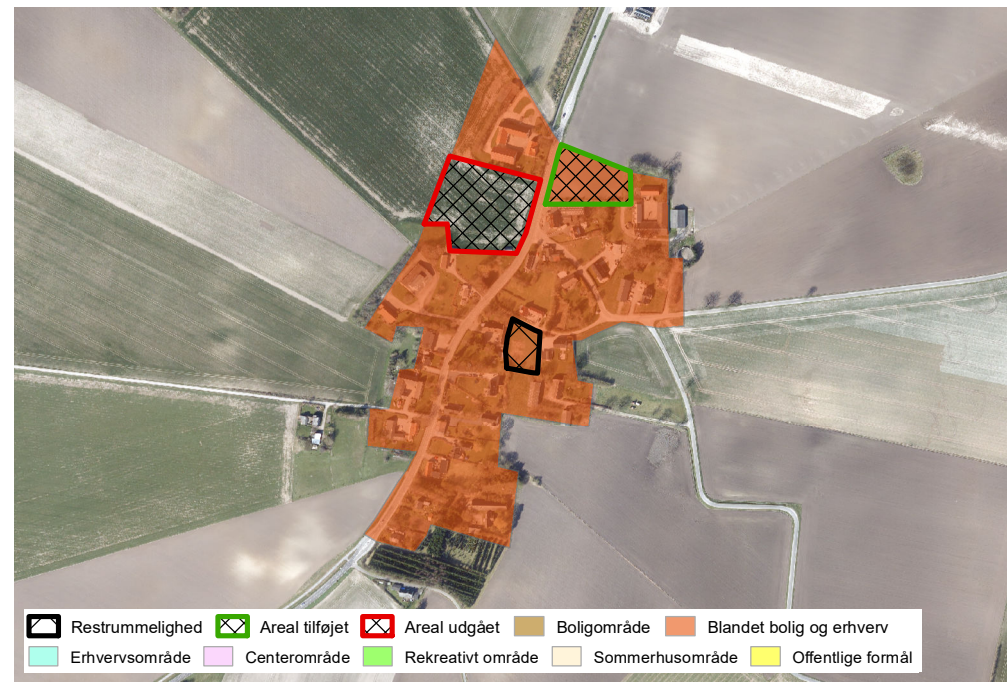 Restrummelighed Areal tilføjet Areal udgået Boligområde Blandet bolig og erhverv
Erhvervsområde Centerområde Rekreativt område Sommerhusområde Offentlige formål